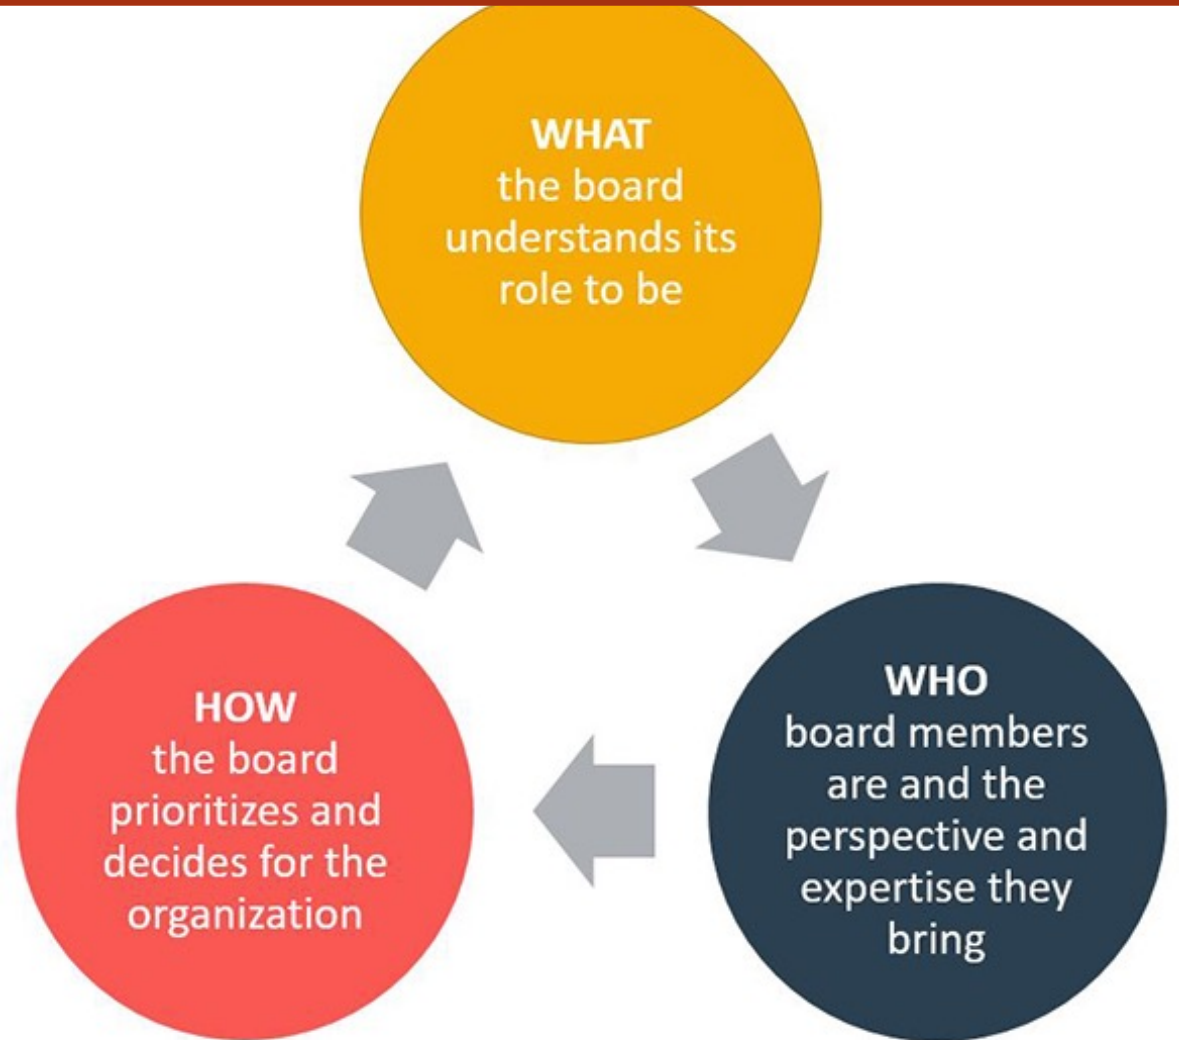 WHAT
the board
understands its
role to be
WHO
board members
are and the
perspective and
expertise they
bring
HOW
the board
prioritizes and
decides for the
organization